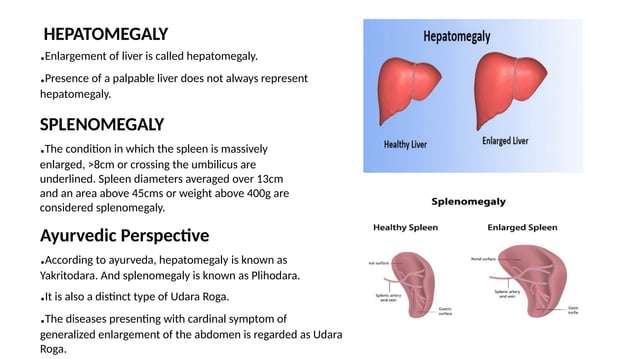 HEPATOMEGALY
.Enlargement of liver is called hepatomegaly.
.Presence of a palpable liver does not always represent
hepatomegaly.
SPLENOMEGALY
.The condition in which the spleen is massively
enlarged, >8cm or crossing the umbilicus are
underlined. Spleen diameters averaged over 13cm
and an area above 45cms or weight above 400g are
considered splenomegaly.
Ayurvedic Perspective
.According to ayurveda, hepatomegaly is known as
Yakritodara. And splenomegaly is known as Plihodara.
.It is also a distinct type of Udara Roga.
.The diseases presenting with cardinal symptom of
generalized enlargement of the abdomen is regarded as Udara
Roga.
Hepatomegaly
Healthy Liver
Enlarged Liver
Splenomegaly
Healthy Spleen
Enlarged Spleen
nal surface
Splenic artery
and vein
Gastric
surface
Renal surface
Splenic artery
and vein
Gastr
surfa